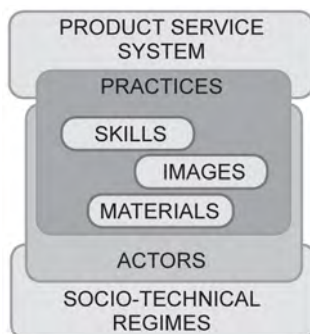 PRODUCT SERVICE
SYSTEM
PRACTICES
SKILLS
IMAGES
MATERIALS
ACTORS
SOCIO-TECHNICAL
REGIMES